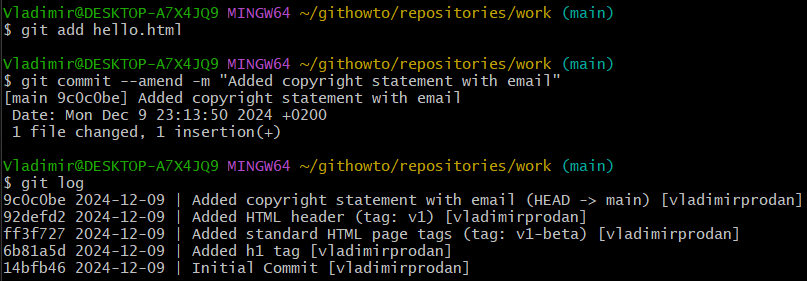 Vladimir@DESKTOP-A7X4JQ9 MINGW64 ~/githowto/repositories/work (main)
$ git add hello.html
Vladimir@DESKTOP-A7X4JQ9 MINGW64 ~/githowto/repositories/work (main)
$ git commit --amend -m "Added copyright statement with email"
[main 9c0c0be] Added copyright statement with email
 Date: Mon Dec 9 23:13:50 2024 +0200
 1 file changed, 1 insertion(+)
Vladimir@DESKTOP-A7X4JQ9 MINGW64 ~/githowto/repositories/work (main)
$ git log
9c0c0be 2024-12-09 | Added copyright statement with email (HEAD -> main) [vladimirprodan]
92defd2 2024-12-09 | Added HTML header (tag: v1) [vladimirprodan]
ff3f727 2024-12-09 | Added standard HTML page tags (tag: v1-beta) [vladimirprodan]
6b81a5d 2024-12-09 | Added h1 tag [vladimirprodan]
14bfb46 2024-12-09 | Initial Commit [vladimirprodan]